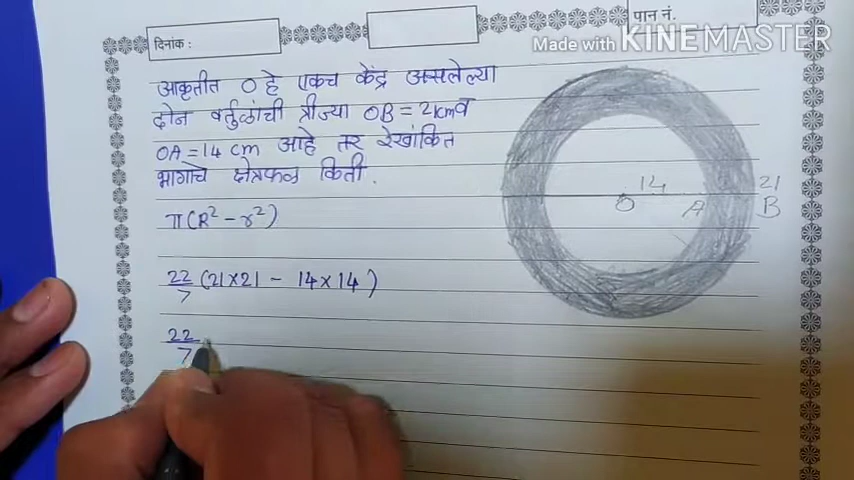 दिनांक :
पान नं.
Made with KINEMASTER
आकृतीत O हे एकच केंद्र असलेल्या
दोन वर्तुळांची त्रीज्या OB = 21cm व
OA = 14 cm आहे तर रेखांकित
भागाचे क्षेत्रफळ किती.
π(R² - r²)
22/7 (21×21 - 14×14)
22/7
14 21
O A B